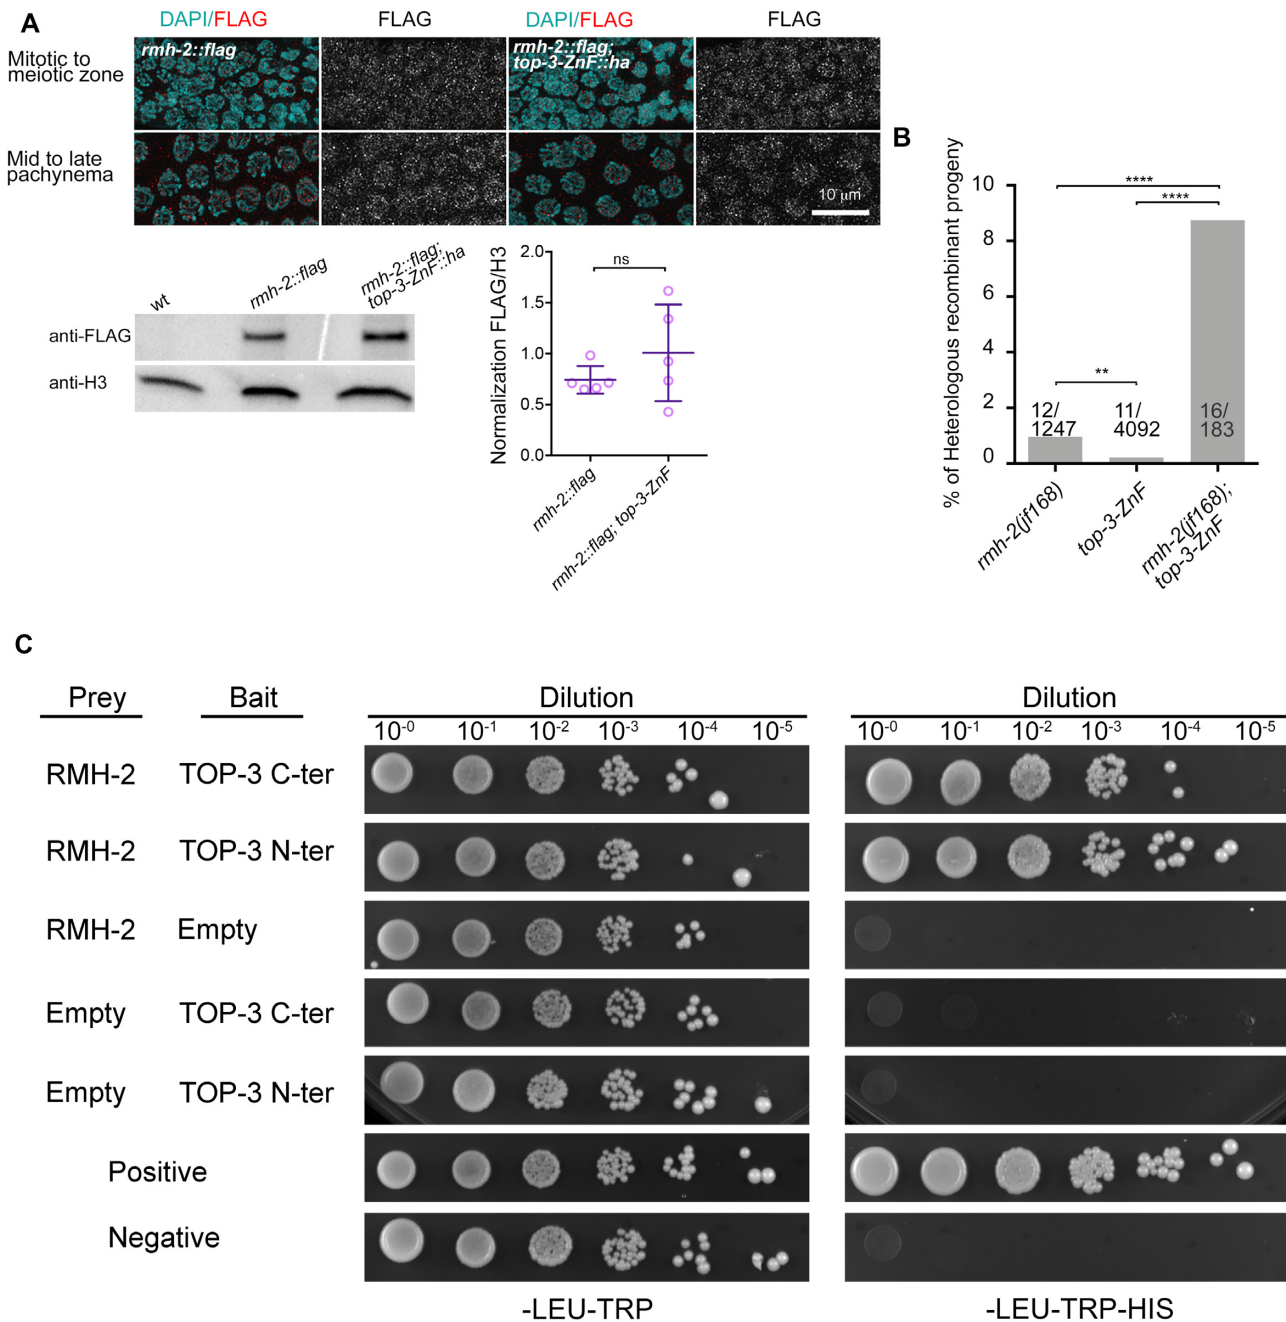 A
DAPI/FLAG
FLAG
DAPI/FLAG
FLAG
Mitotic to
meiotic zone
rmh-2::flag
rmh-2::flag;
top-3-ZnF::ha
Mid to late
pachynema
10 μm
wt
rmh-2::flag
rmh-2::flag;
top-3-ZnF::ha
anti-FLAG
anti-H3
Normalization FLAG/H3
2.0
1.5
1.0
0.5
0.0
ns
rmh-2::flag
rmh-2::flag; top-3-ZnF
B
% of Heterologous recombinant progeny
10
8
6
4
2
0
****
****
**
12/
1247
11/
4092
16/
183
rmh-2(jf168)
top-3-ZnF
rmh-2(jf168);
top-3-ZnF
C
Prey Bait Dilution Dilution
10-0 10-1 10-2 10-3 10-4 10-5 10-0 10-1 10-2 10-3 10-4 10-5
RMH-2 TOP-3 C-ter
RMH-2 TOP-3 N-ter
RMH-2 Empty
Empty TOP-3 C-ter
Empty TOP-3 N-ter
Positive
Negative
-LEU-TRP -LEU-TRP-HIS